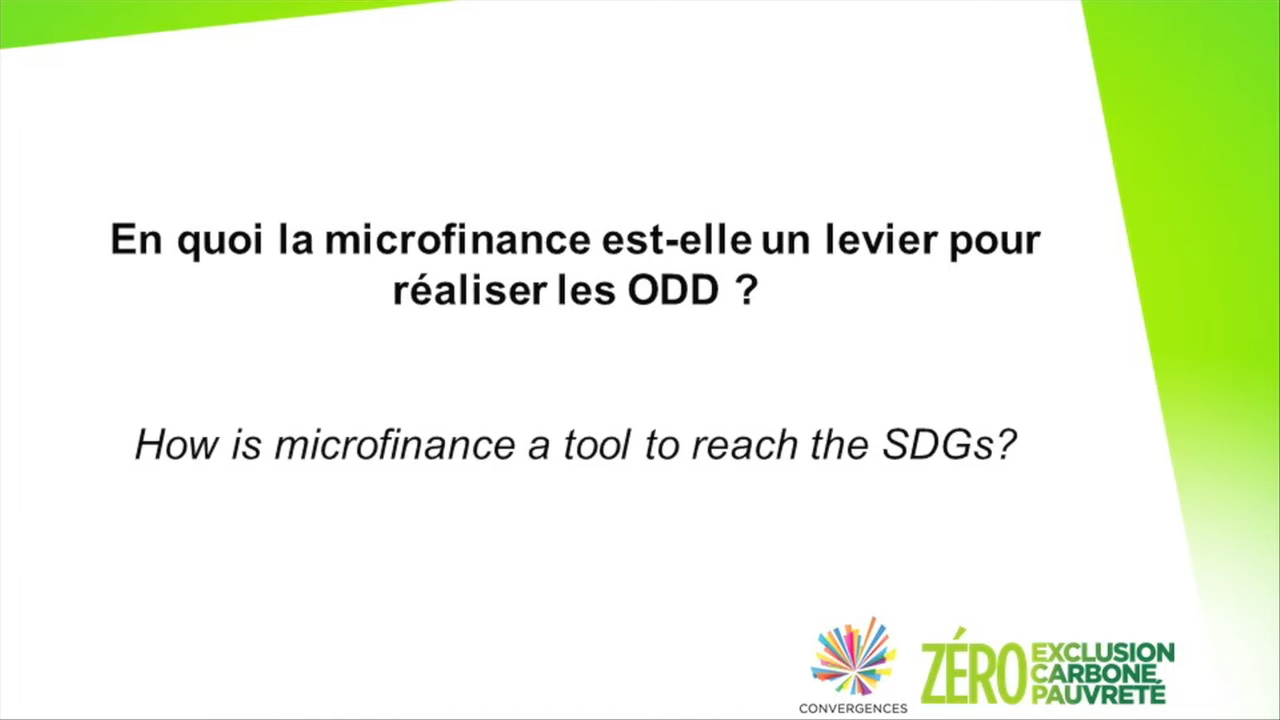 En quoi la microfinance est-elle un levier pour
réaliser les ODD ?
How is microfinance a tool to reach the SDGs?
CONVERGENCES
ZÉRO EXCLUSION
CARBONE,
PAUVRETÉ